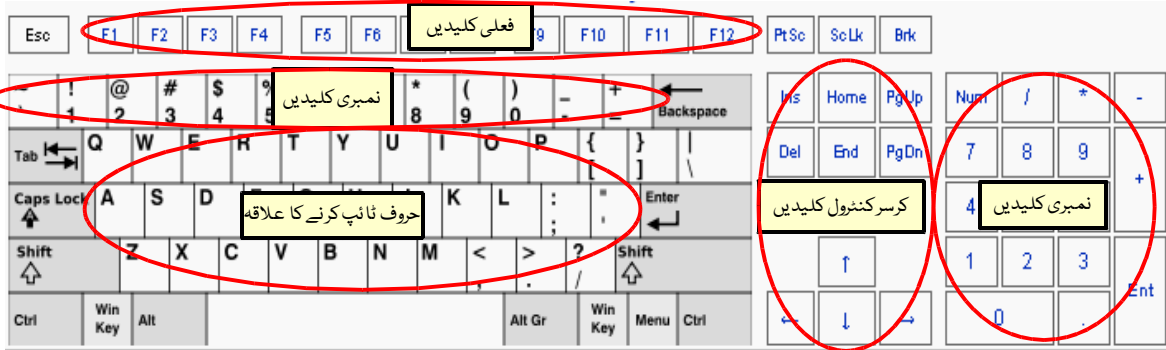 Esc F1 F2 F3 F4 F5 F6 فعلی کلیدیں F9 F10 F11 F12 PtSc ScLk Brk
~ ! @ # $ % نمبری کلیدیں * ( ) _ + Backspace Ins Home PgUp Num / * -
` 1 2 3 4 5 8 9 0 - =
Tab Q W E R T Y U I O P { } | Del End PgDn 7 8 9 +
[ ] \
Caps Lock A S D حروف ٹائپ کرنے کا علاقہ K L : " Enter کرسر کنٹرول کلیدیں 4 نمبری کلیدیں
; '
Shift Z X C V B N M < > ? Shift ↑ 1 2 3 Ent
, . /
Ctrl Win Key Alt Alt Gr Win Key Menu Ctrl ← ↓ → 0 .